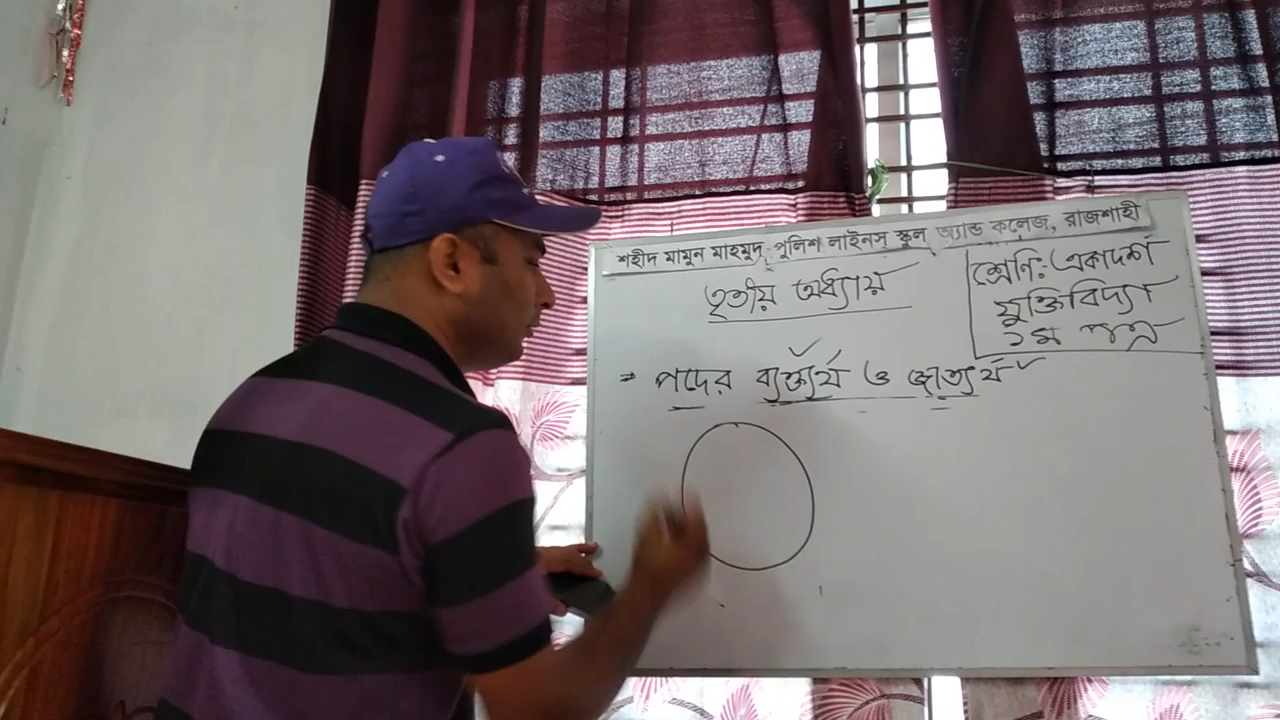 শহীদ মামুন মাহমুদ পুলিশ লাইনস্ স্কুল অ্যান্ড কলেজ, রাজশাহী
তৃতীয় অধ্যায়
শ্রেণি: একাদশ
যুক্তিবিদ্যা
১ম পত্র
⇒ পদের ব্যক্ত্যর্থ ও জাত্যর্থ